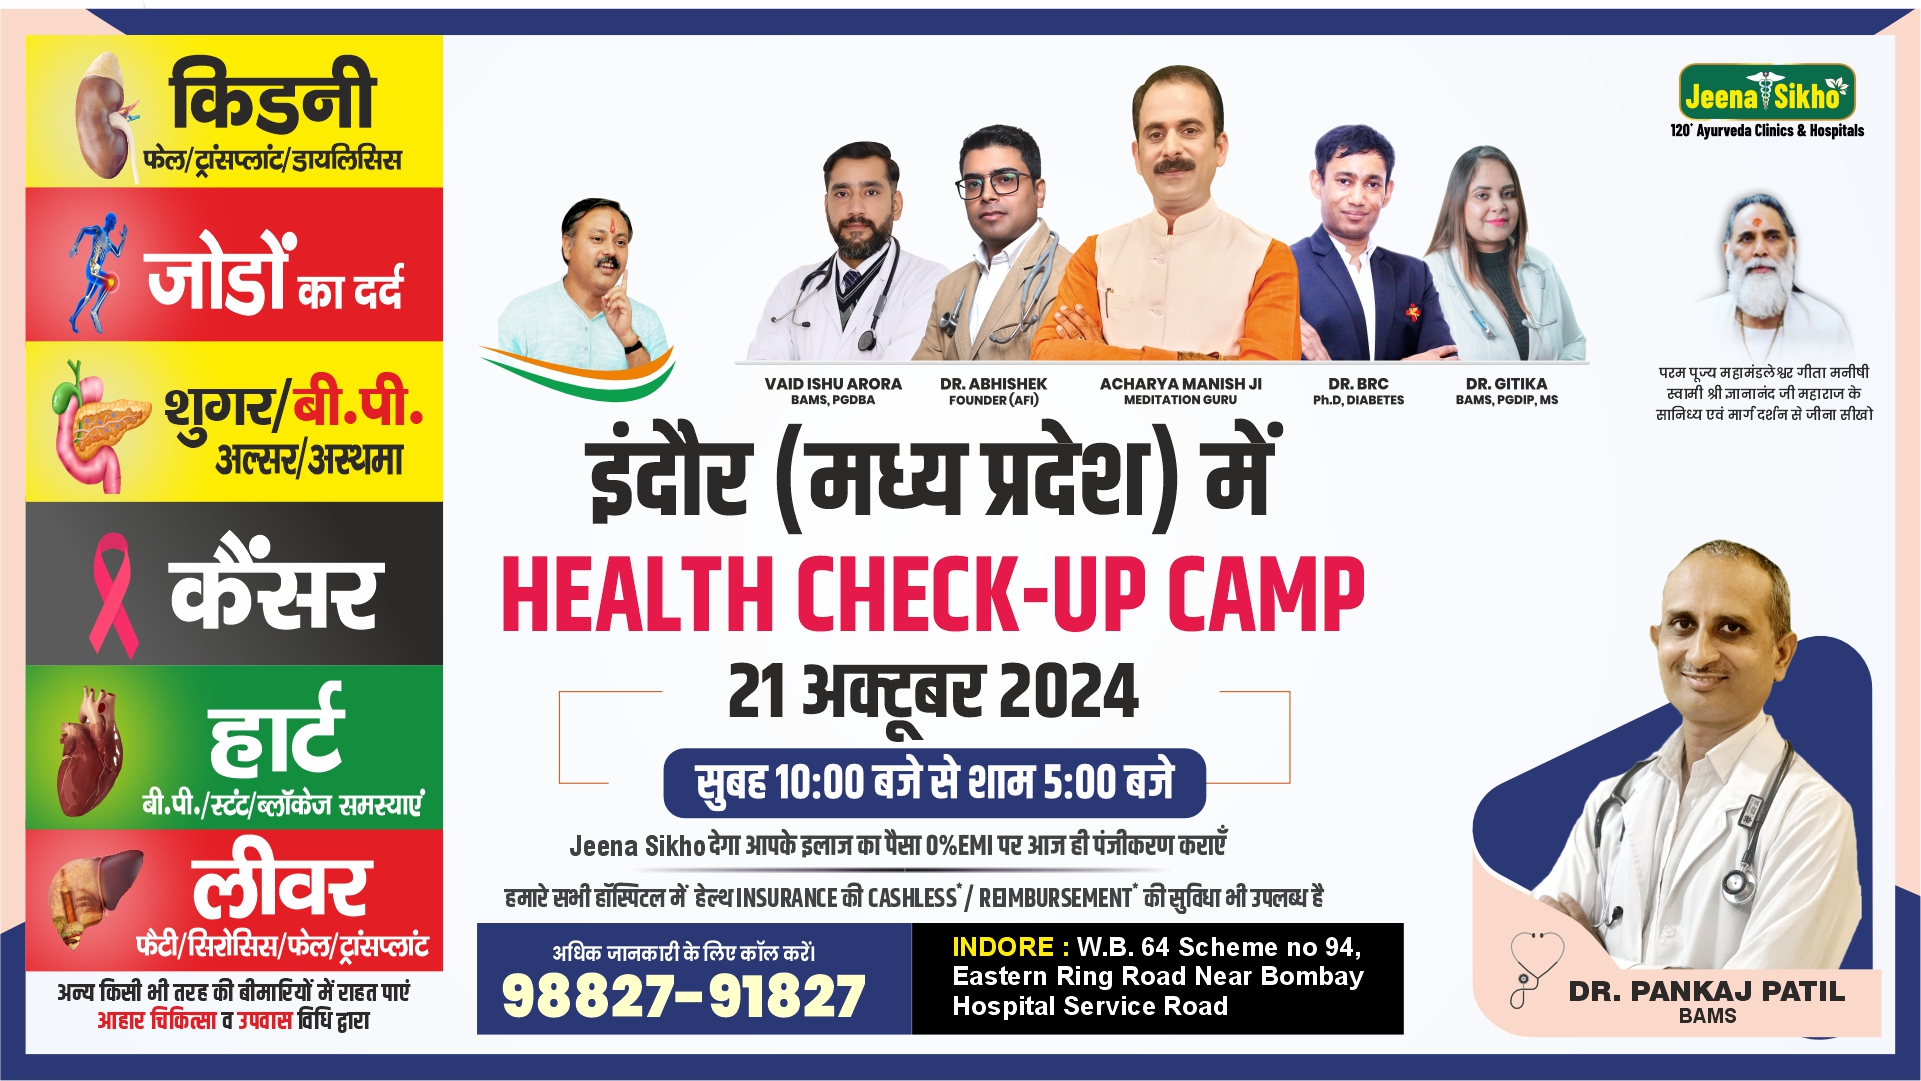 किडनी
फेल/ट्रांसप्लांट/डायलिसिस
जोडों का दर्द
शुगर/बी.पी.
अल्सर/अस्थमा
कैंसर
हार्ट
बी.पी./स्टंट/ब्लॉकेज समस्याएं
लीवर
फैटी/सिरोसिस/फेल/ट्रांसप्लांट
अन्य किसी भी तरह की बीमारियों में राहत पाएं
आहार चिकित्सा व उपवास विधि द्वारा
Jeena Sikho
120+ Ayurveda Clinics & Hospitals
VAID ISHU ARORA
BAMS, PGDBA
DR. ABHISHEK
FOUNDER (AFI)
ACHARYA MANISH JI
MEDITATION GURU
DR. BRC
Ph.D, DIABETES
DR. GITIKA
BAMS, PGDIP, MS
परम पूज्य महामंडलेश्वर गीता मनीषी
स्वामी श्री ज्ञानानंद जी महाराज के
सानिध्य एवं मार्ग दर्शन से जीना सीखो
इंदौर (मध्य प्रदेश) में
HEALTH CHECK-UP CAMP
21 अक्टूबर 2024
सुबह 10:00 बजे से शाम 5:00 बजे
Jeena Sikho देगा आपके इलाज का पैसा 0%EMI पर आज ही पंजीकरण कराएँ
हमारे सभी हॉस्पिटल में हेल्थ INSURANCE की CASHLESS* / REIMBURSEMENT* की सुविधा भी उपलब्ध है
अधिक जानकारी के लिए कॉल करें।
98827-91827
INDORE : W.B. 64 Scheme no 94,
Eastern Ring Road Near Bombay
Hospital Service Road
DR. PANKAJ PATIL
BAMS